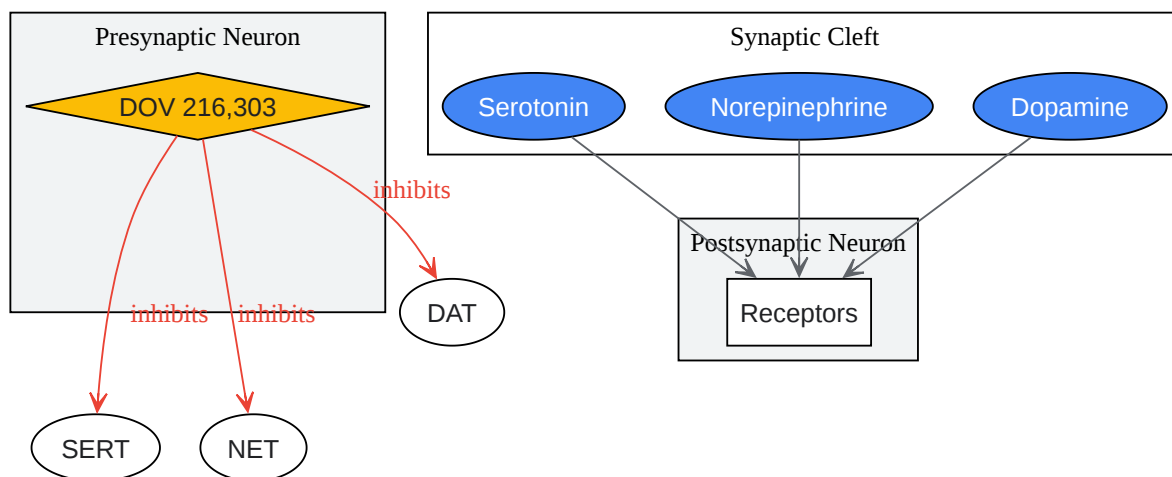 Presynaptic Neuron
Synaptic Cleft
DOV 216,303
Serotonin
Norepinephrine
Dopamine
inhibits
Postsynaptic Neuron
inhibits
inhibits
DAT
Receptors
SERT
NET